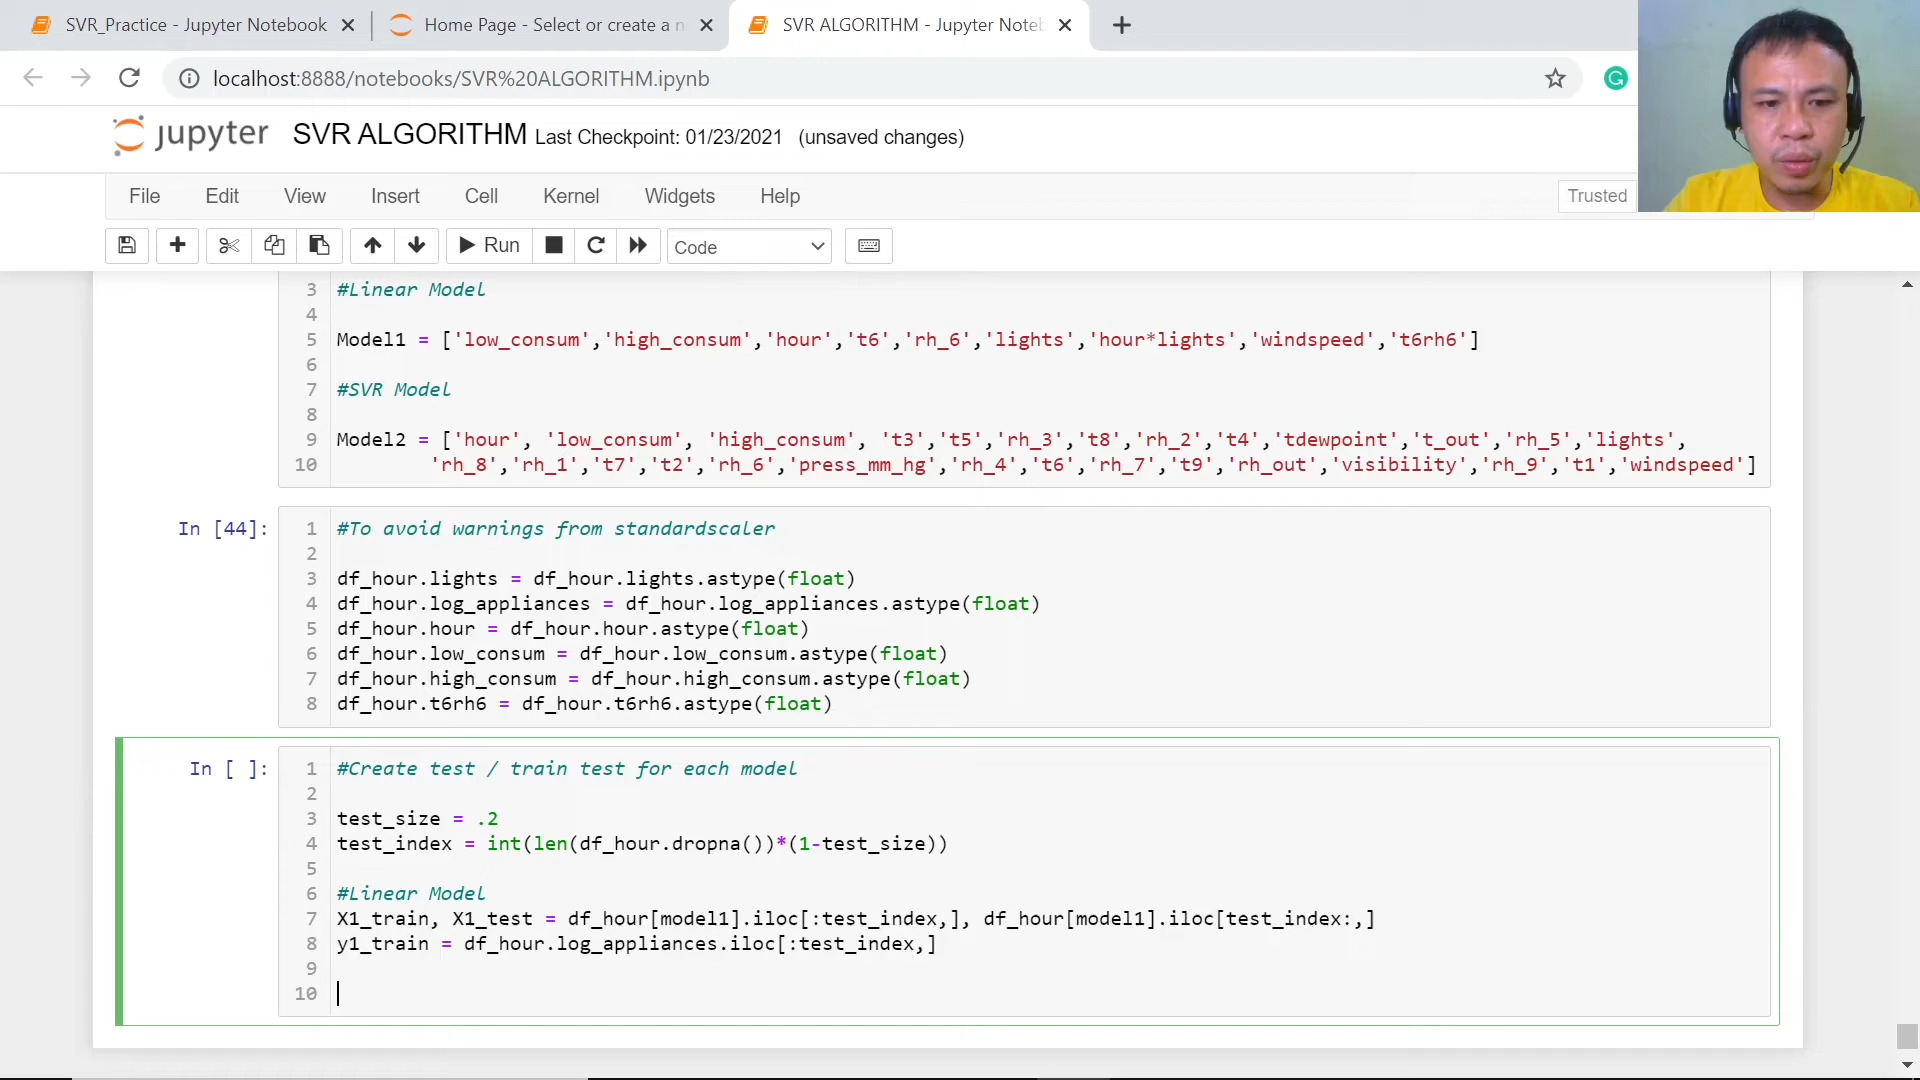 SVR_Practice - Jupyter Notebook
Home Page - Select or create a n
SVR ALGORITHM - Jupyter Noteb
localhost:8888/notebooks/SVR%20ALGORITHM.ipynb
jupyter SVR ALGORITHM Last Checkpoint: 01/23/2021 (unsaved changes)
File Edit View Insert Cell Kernel Widgets Help Trusted
Run Code
3 #Linear Model
4
5 Model1 = ['low_consum','high_consum','hour','t6','rh_6','lights','hour*lights','windspeed','t6rh6']
6
7 #SVR Model
8
9 Model2 = ['hour', 'low_consum', 'high_consum', 't3','t5','rh_3','t8','rh_2','t4','tdewpoint','t_out','rh_5','lights',
10 'rh_8','rh_1','t7','t2','rh_6','press_mm_hg','rh_4','t6','rh_7','t9','rh_out','visibility','rh_9','t1','windspeed']
In [44]: 1 #To avoid warnings from standardscaler
2
3 df_hour.lights = df_hour.lights.astype(float)
4 df_hour.log_appliances = df_hour.log_appliances.astype(float)
5 df_hour.hour = df_hour.hour.astype(float)
6 df_hour.low_consum = df_hour.low_consum.astype(float)
7 df_hour.high_consum = df_hour.high_consum.astype(float)
8 df_hour.t6rh6 = df_hour.t6rh6.astype(float)
In [ ]: 1 #Create test / train test for each model
2
3 test_size = .2
4 test_index = int(len(df_hour.dropna())*(1-test_size))
5
6 #Linear Model
7 X1_train, X1_test = df_hour[model1].iloc[:test_index,], df_hour[model1].iloc[test_index:,]
8 y1_train = df_hour.log_appliances.iloc[:test_index,]
9
10